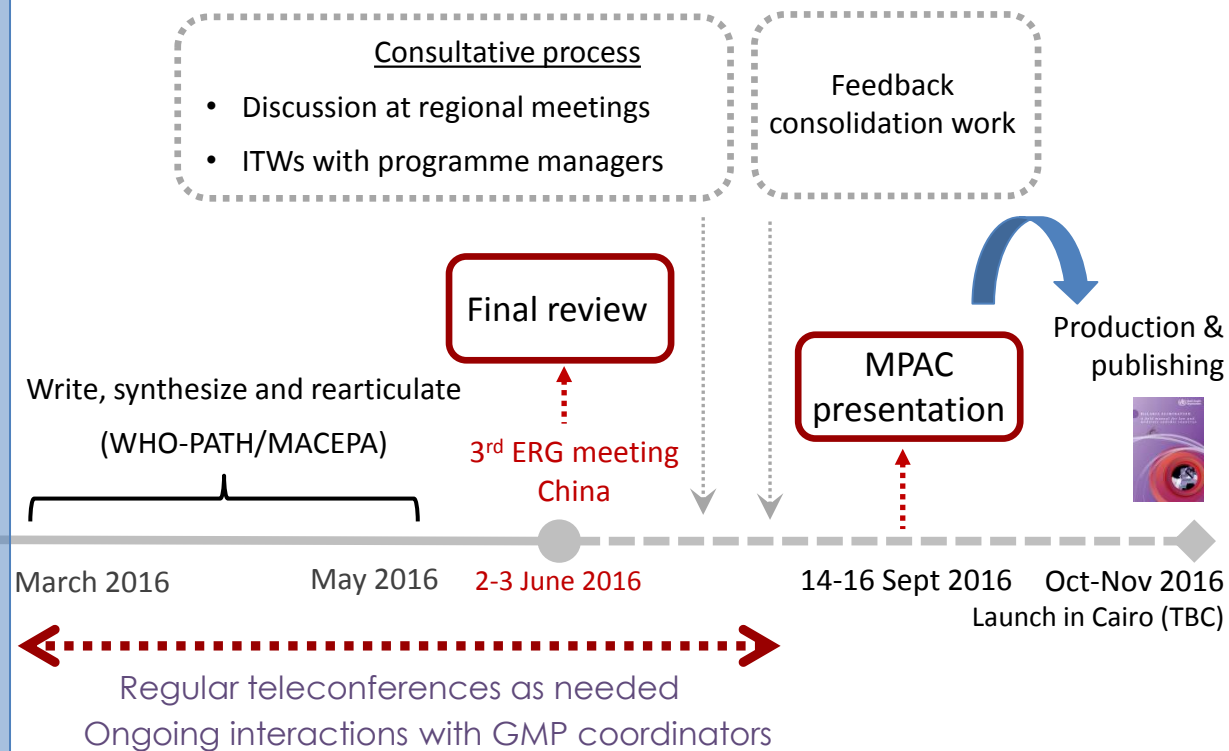 Consultative process
• Discussion at regional meetings
• ITWs with programme managers
Feedback
consolidation work
Final review
MPAC
presentation
Production &
publishing
Write, synthesize and rearticulate
(WHO-PATH/MACEPA)
3rd ERG meeting
China
March 2016
May 2016
2-3 June 2016
14-16 Sept 2016
Oct-Nov 2016
Launch in Cairo (TBC)
Regular teleconferences as needed
Ongoing interactions with GMP coordinators